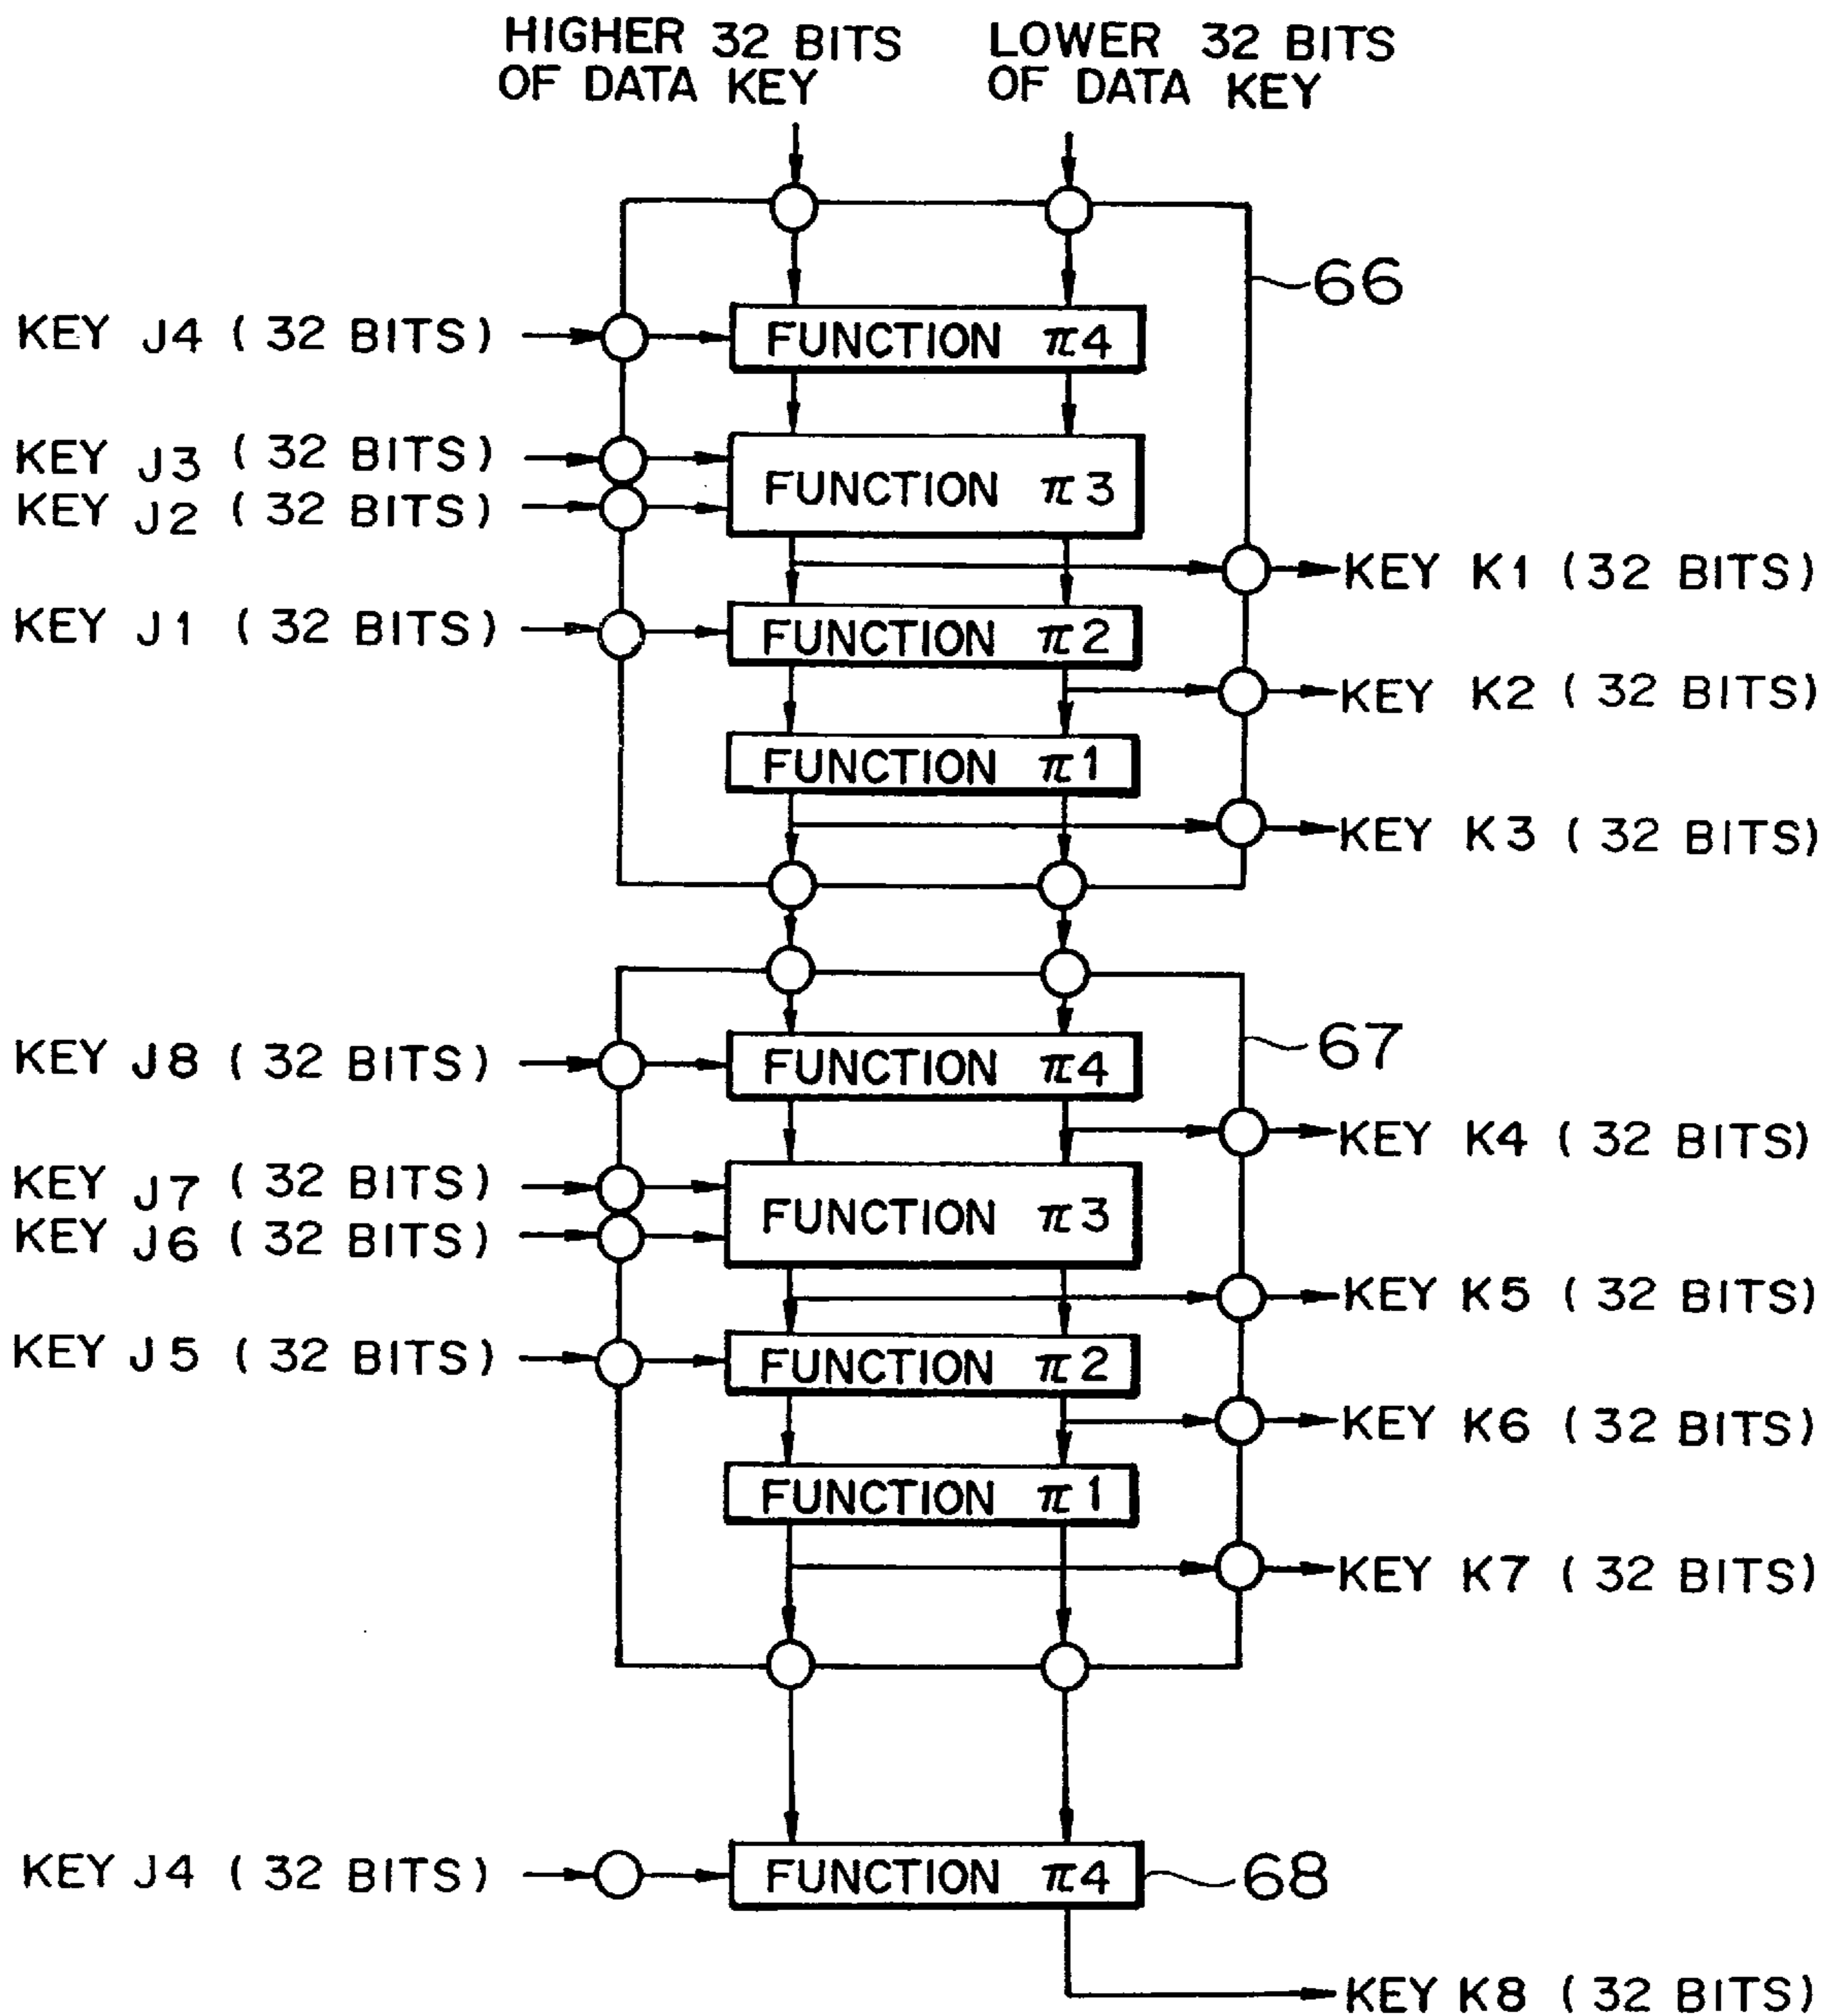 HIGHER 32 BITS
OF DATA KEY
LOWER 32 BITS
OF DATA KEY
66
KEY J4 (32 BITS)
FUNCTION π4
KEY J3 (32 BITS)
KEY J2 (32 BITS)
FUNCTION π3
KEY K1 (32 BITS)
KEY J1 (32 BITS)
FUNCTION π2
KEY K2 (32 BITS)
FUNCTION π1
KEY K3 (32 BITS)
67
KEY J8 (32 BITS)
FUNCTION π4
KEY K4 (32 BITS)
KEY J7 (32 BITS)
KEY J6 (32 BITS)
FUNCTION π3
KEY K5 (32 BITS)
KEY J5 (32 BITS)
FUNCTION π2
KEY K6 (32 BITS)
FUNCTION π1
KEY K7 (32 BITS)
KEY J4 (32 BITS)
FUNCTION π4
68
KEY K8 (32 BITS)